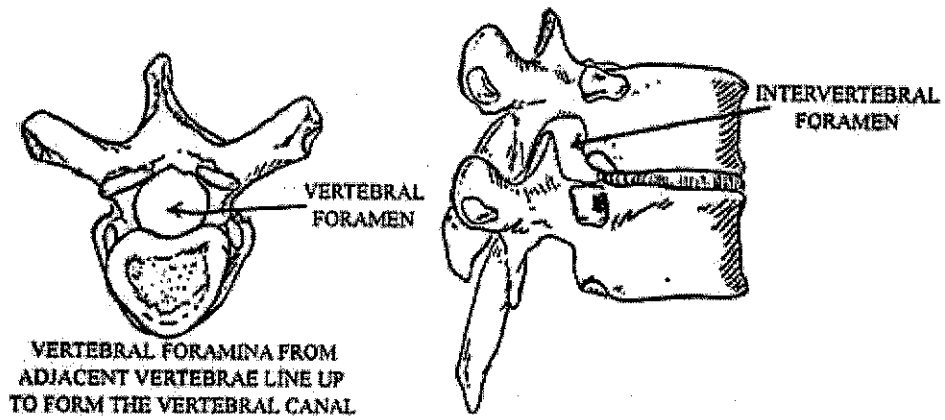 VERTEBRAL
FORAMEN
INTERVERTEBRAL
FORAMEN
VERTEBRAL FORAMINA FROM
ADJACENT VERTEBRAE LINE UP
TO FORM THE VERTEBRAL CANAL